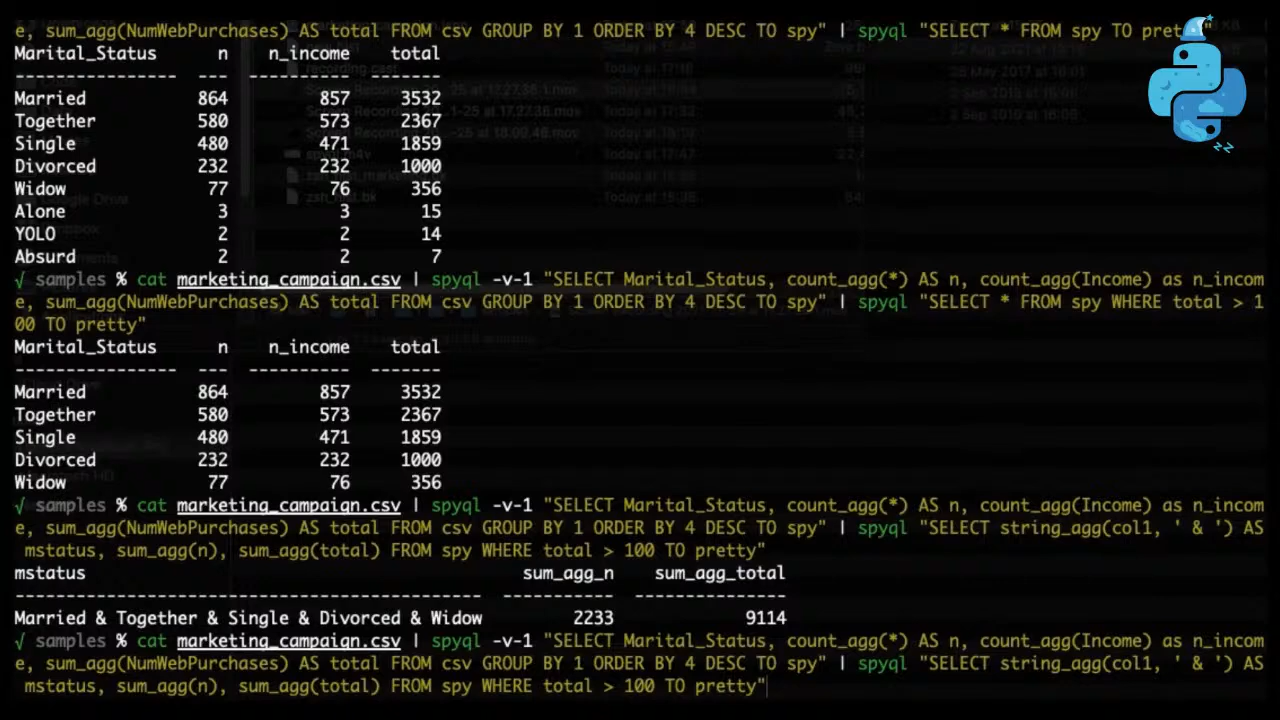 e, sum_agg(NumWebPurchases) AS total FROM csv GROUP BY 1 ORDER BY 4 DESC TO spy" | spyql "SELECT * FROM spy TO pretty"
Marital_Status n n_income total
---------------- --- ---------- -------
Married 864 857 3532
Together 580 573 2367
Single 480 471 1859
Divorced 232 232 1000
Widow 77 76 356
Alone 3 3 15
YOLO 2 2 14
Absurd 2 2 7
√ samples % cat marketing_campaign.csv | spyql -v-1 "SELECT Marital_Status, count_agg(*) AS n, count_agg(Income) as n_incom
e, sum_agg(NumWebPurchases) AS total FROM csv GROUP BY 1 ORDER BY 4 DESC TO spy" | spyql "SELECT * FROM spy WHERE total > 1
00 TO pretty"
Marital_Status n n_income total
---------------- --- ---------- -------
Married 864 857 3532
Together 580 573 2367
Single 480 471 1859
Divorced 232 232 1000
Widow 77 76 356
√ samples % cat marketing_campaign.csv | spyql -v-1 "SELECT Marital_Status, count_agg(*) AS n, count_agg(Income) as n_incom
e, sum_agg(NumWebPurchases) AS total FROM csv GROUP BY 1 ORDER BY 4 DESC TO spy" | spyql "SELECT string_agg(col1, ' & ') AS
mstatus, sum_agg(n), sum_agg(total) FROM spy WHERE total > 100 TO pretty"
mstatus sum_agg_n sum_agg_total
---------------------------------------------- ----------- ---------------
Married & Together & Single & Divorced & Widow 2233 9114
√ samples % cat marketing_campaign.csv | spyql -v-1 "SELECT Marital_Status, count_agg(*) AS n, count_agg(Income) as n_incom
e, sum_agg(NumWebPurchases) AS total FROM csv GROUP BY 1 ORDER BY 4 DESC TO spy" | spyql "SELECT string_agg(col1, ' & ') AS
mstatus, sum_agg(n), sum_agg(total) FROM spy WHERE total > 100 TO pretty"